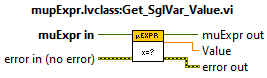 mupExpr.lvclass:Get_SglVar_Value.vi
muExpr in
µEXPR
muExpr out
x=?
Value
error in (no error)
error out